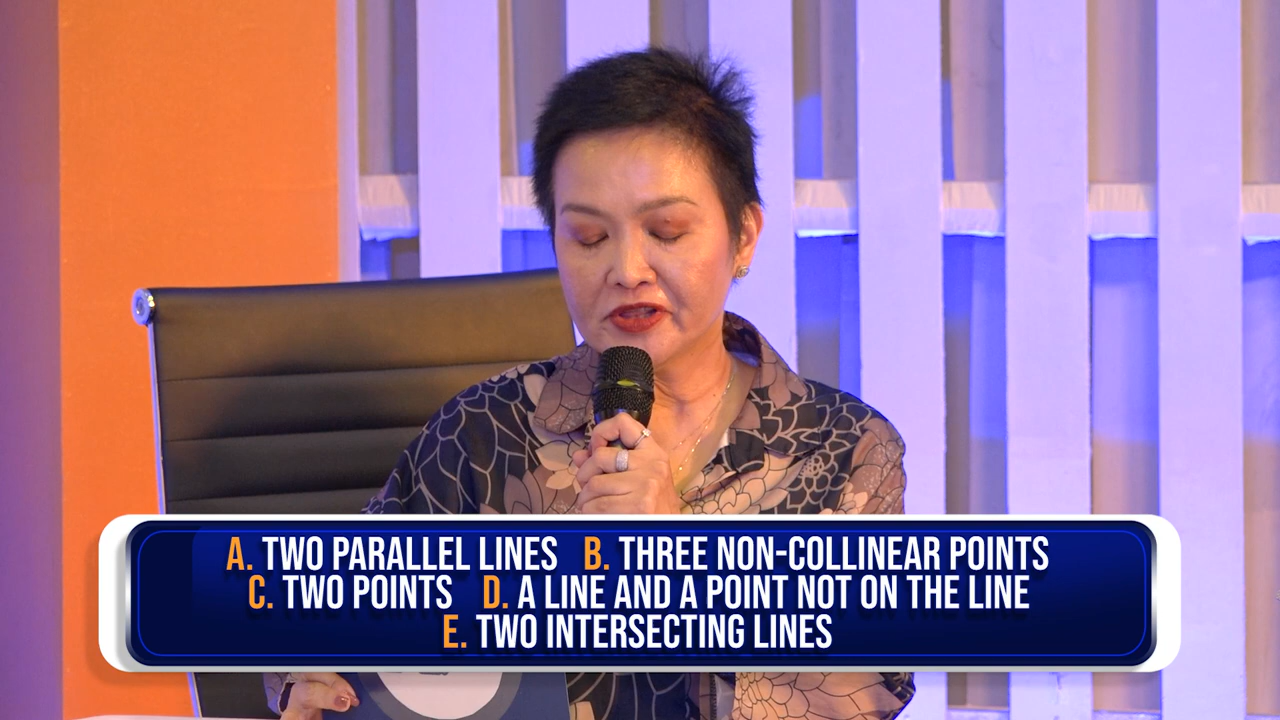 A. TWO PARALLEL LINES B. THREE NON-COLLINEAR POINTS
C. TWO POINTS D. A LINE AND A POINT NOT ON THE LINE
E. TWO INTERSECTING LINES